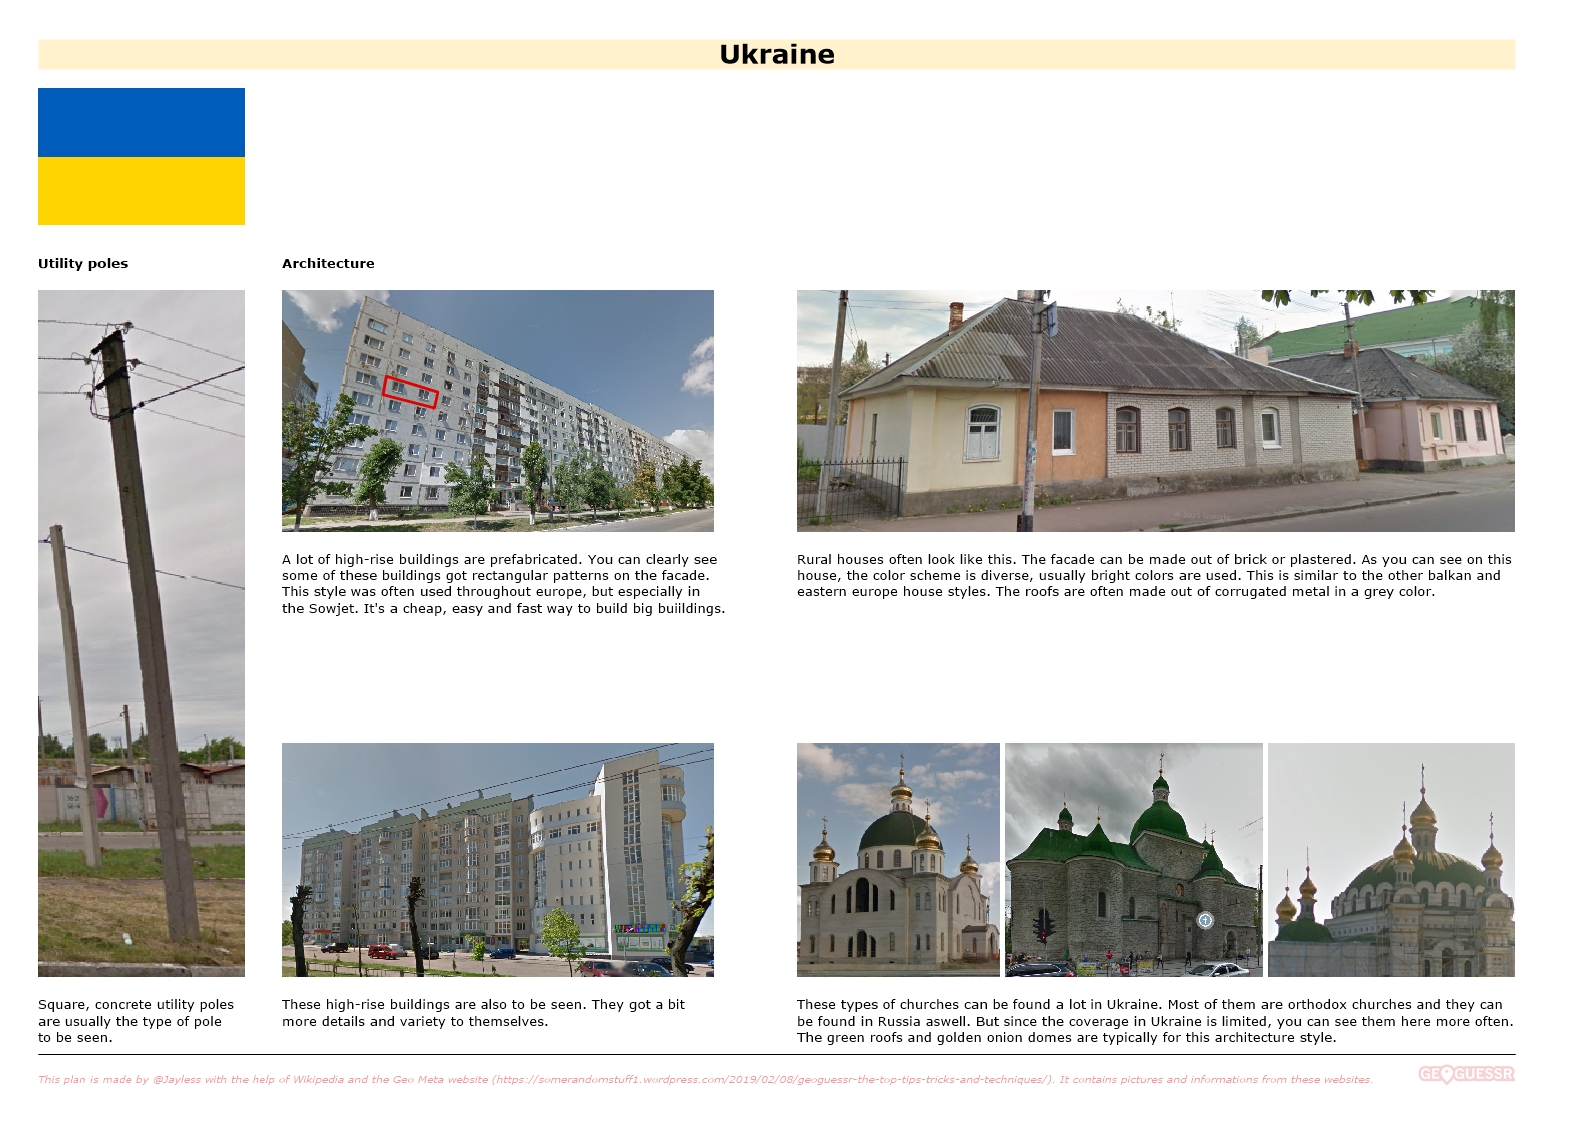 Ukraine
Utility poles
Architecture
A lot of high-rise buildings are prefabricated. You can clearly see
some of these buildings got rectangular patterns on the facade.
This style was often used throughout europe, but especially in
the Sowjet. It's a cheap, easy and fast way to build big buiildings.
Rural houses often look like this. The facade can be made out of brick or plastered. As you can see on this
house, the color scheme is diverse, usually bright colors are used. This is similar to the other balkan and
eastern europe house styles. The roofs are often made out of corrugated metal in a grey color.
Square, concrete utility poles
are usually the type of pole
to be seen.
These high-rise buildings are also to be seen. They got a bit
more details and variety to themselves.
These types of churches can be found a lot in Ukraine. Most of them are orthodox churches and they can
be found in Russia aswell. But since the coverage in Ukraine is limited, you can see them here more often.
The green roofs and golden onion domes are typically for this architecture style.
This plan is made by @Jayless with the help of Wikipedia and the Geo Meta website (https://somerandomstuff1.wordpress.com/2019/02/08/geoguessr-the-top-tips-tricks-and-techniques/). It contains pictures and informations from these websites.
GEOGUESSR